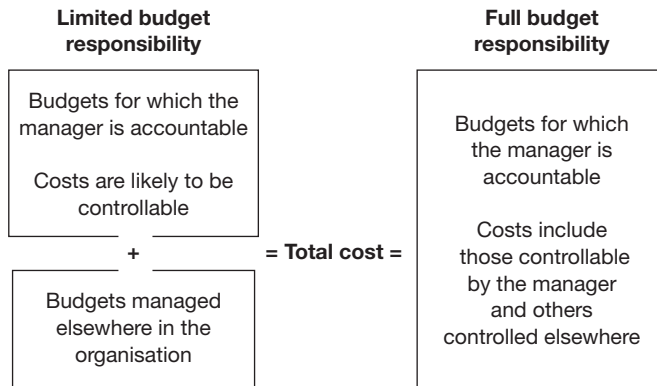 Limited budget
responsibility
Budgets for which the
manager is accountable
Costs are likely to be
controllable
+
Budgets managed
elsewhere in the
organisation
= Total cost =
Full budget
responsibility
Budgets for which
the manager is
accountable
Costs include
those controllable
by the manager
and others
controlled elsewhere